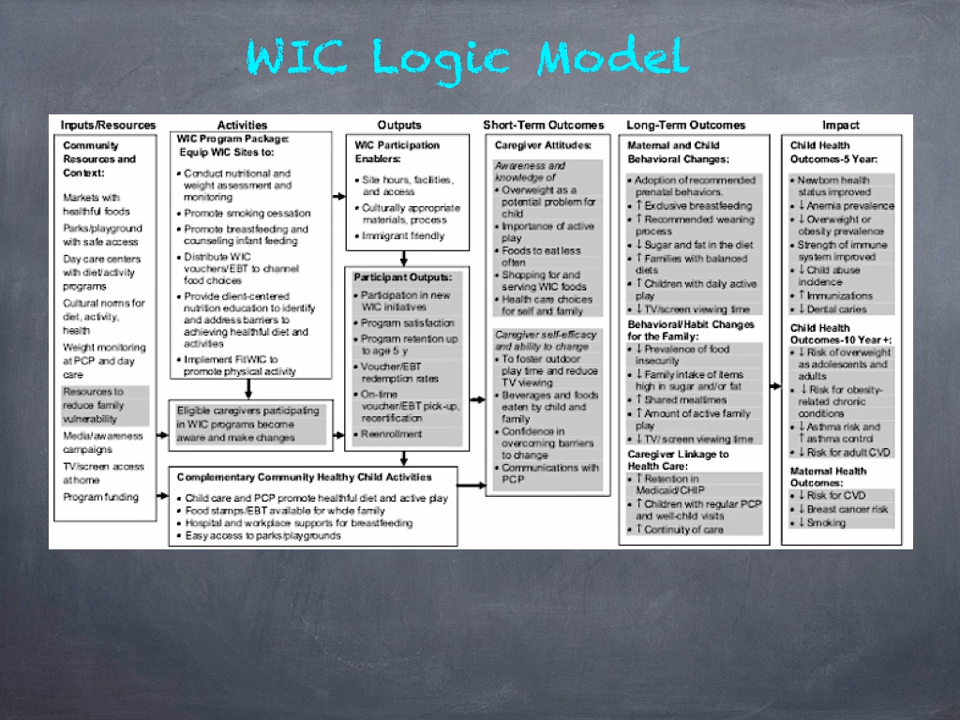 WIC Logic Model
Inputs/Resources
Community
Resources and
Context:
Markets with
healthful foods
Parks/playground
with safe access
Day care centers
with diet/activity
programs
Cultural norms for
diet, activity,
health
Weight monitoring
at PCP and day
care
Resources to
reduce family
vulnerability
Media/awareness
campaigns
TV/screen access
at home
Program funding
Activities
WIC Program Package:
Equip WIC Sites to:
• Conduct nutritional and
weight assessment and
monitoring
• Promote smoking cessation
• Promote breastfeeding and
counseling infant feeding
• Distribute WIC
vouchers/EBT to channel
food choices
• Provide client-centered
nutrition education to identify
and address barriers to
achieving healthful diet and
activities
• Implement FitWIC to
promote physical activity
Eligible caregivers participating
in WIC programs become
aware and make changes
Complementary Community Healthy Child Activities
• Child care and PCP promote healthful diet and active play
• Food stamps/EBT available for whole family
• Hospital and workplace supports for breastfeeding
• Easy access to parks/playgrounds
Outputs
WIC Participation
Enablers:
• Site hours, facilities,
and access
• Culturally appropriate
materials, process
• Immigrant friendly
Participant Outputs:
• Participation in new
WIC initiatives
• Program satisfaction
• Program retention up
to age 5 y
• Voucher/EBT
redemption rates
• On-time
voucher/EBT pick-up,
recertification
• Reenrollment
Short-Term Outcomes
Caregiver Attitudes:
Awareness and
knowledge of
• Overweight as a
potential problem for
child
• Importance of active
play
• Foods to eat less
often
• Shopping for and
serving WIC foods
• Health care choices
for self and family
Caregiver self-efficacy
and ability to change
• To foster outdoor
play time and reduce
TV viewing
• Beverages and foods
eaten by child and
family
• Confidence in
overcoming barriers
to change
• Communications with
PCP
Long-Term Outcomes
Maternal and Child
Behavioral Changes:
• Adoption of recommended
prenatal behaviors.
• ↑ Exclusive breastfeeding
• ↑ Recommended weaning
process
• ↓ Sugar and fat in the diet
• ↑ Families with balanced
diets
• ↑ Children with daily active
play
• ↓ TV/screen viewing time
Behavioral/Habit Changes
for the Family:
• ↓ Prevalence of food
insecurity
• ↓ Family intake of items
high in sugar and/or fat
• ↑ Shared mealtimes
• ↑ Amount of active family
play
• ↓ TV/ screen viewing time
Caregiver Linkage to
Health Care:
• ↑ Retention in
Medicaid/CHIP
• ↑ Children with regular PCP
and well-child visits
• ↑ Continuity of care
Impact
Child Health
Outcomes-5 Year:
• Newborn health
status improved
• ↓ Anemia prevalence
• ↓ Overweight or
obesity prevalence
• Strength of immune
system improved
• ↓ Child abuse
incidence
• ↑ Immunizations
• ↓ Dental caries
Child Health
Outcomes-10 Year +:
• ↓ Risk of overweight
as adolescents and
adults
• ↓ Risk for obesity-
related chronic
conditions
• ↓ Asthma risk and
↑ asthma control
• ↓ Risk for adult CVD
Maternal Health
Outcomes:
• ↓ Risk for CVD
• ↓ Breast cancer risk
• ↓ Smoking